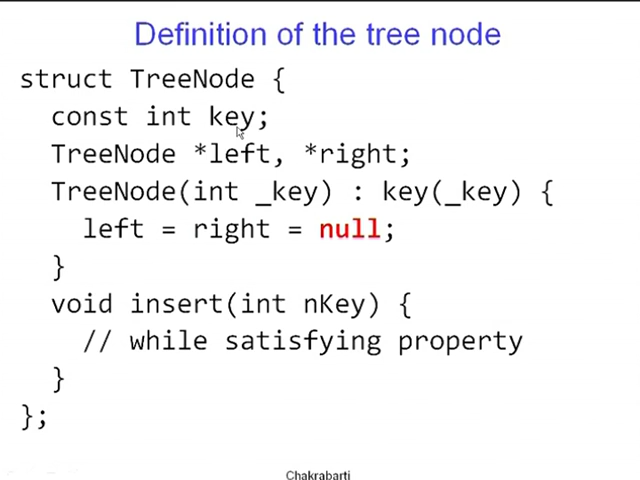 Definition of the tree node
struct TreeNode {
const int key;
TreeNode *left, *right;
TreeNode(int _key) : key(_key) {
left = right = null;
}
void insert(int nKey) {
// while satisfying property
}
};
Chakrabarti